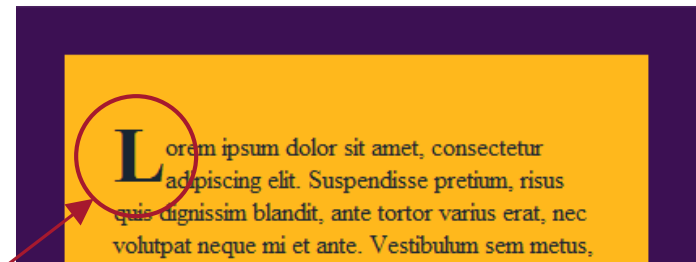 Lorem ipsum dolor sit amet, consectetur
adipiscing elit. Suspendisse pretium, risus
quis dignissim blandit, ante tortor varius erat, nec
volutpat neque mi et ante. Vestibulum sem metus,